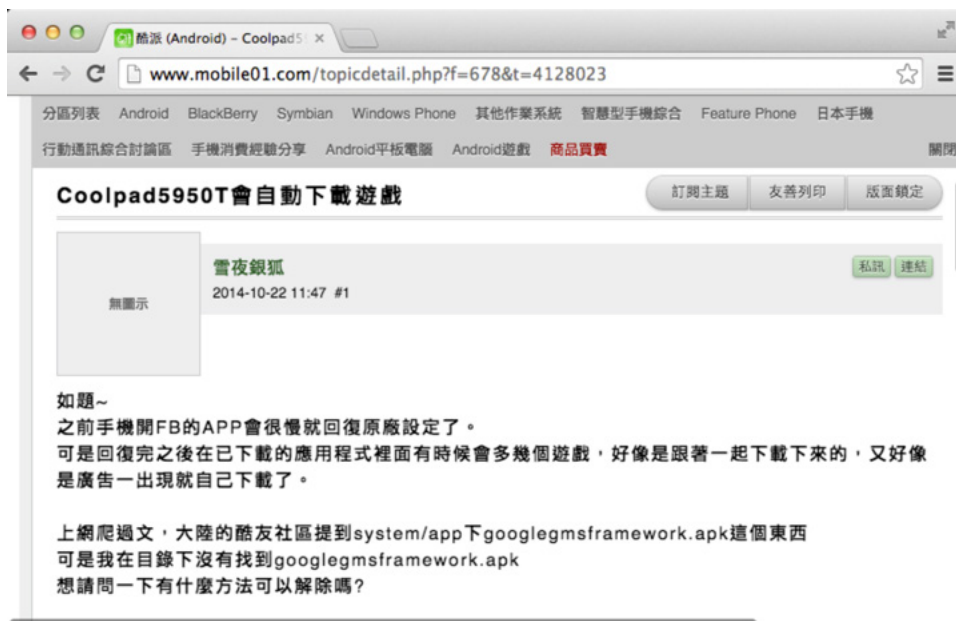 酷派 (Android) – Coolpad5
www.mobile01.com/topicdetail.php?f=678&t=4128023
分區列表 Android BlackBerry Symbian Windows Phone 其他作業系統 智慧型手機綜合 Feature Phone 日本手機
行動通訊綜合討論區 手機消費經驗分享 Android平板電腦 Android遊戲 商品買賣 關閉
Coolpad5950T會自動下載遊戲 訂閱主題 友善列印 版面鎖定
雪夜銀狐 私訊 連結
2014-10-22 11:47 #1
無圖示
如題~
之前手機開FB的APP會很慢就回復原廠設定了。
可是回復完之後在已下載的應用程式裡面有時候會多幾個遊戲,好像是跟著一起下載下來的,又好像
是廣告一出現就自己下載了。
上網爬過文,大陸的酷友社區提到system/app下googlegmsframework.apk這個東西
可是我在目錄下沒有找到googlegmsframework.apk
想請問一下有什麼方法可以解除嗎?